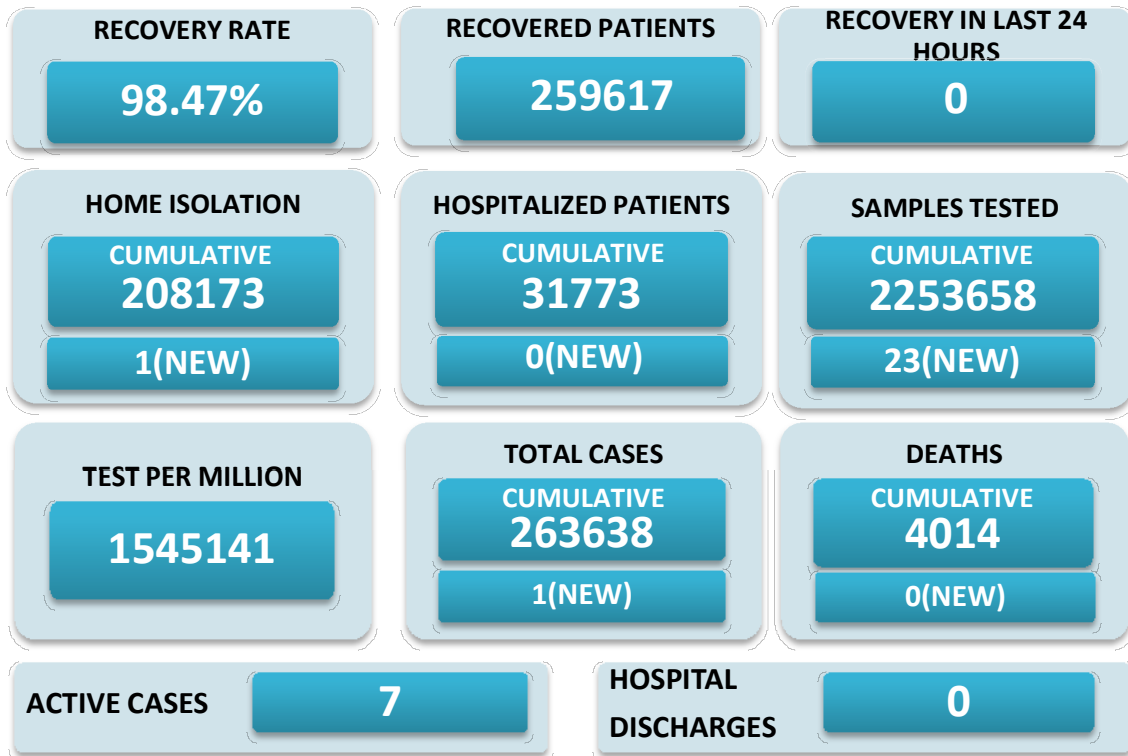 RECOVERY RATE
98.47%
RECOVERED PATIENTS
259617
RECOVERY IN LAST 24
HOURS
0
HOME ISOLATION
CUMULATIVE
208173
1(NEW)
HOSPITALIZED PATIENTS
CUMULATIVE
31773
0(NEW)
SAMPLES TESTED
CUMULATIVE
2253658
23(NEW)
TEST PER MILLION
1545141
TOTAL CASES
CUMULATIVE
263638
1(NEW)
DEATHS
CUMULATIVE
4014
0(NEW)
ACTIVE CASES
7
HOSPITAL
DISCHARGES
0